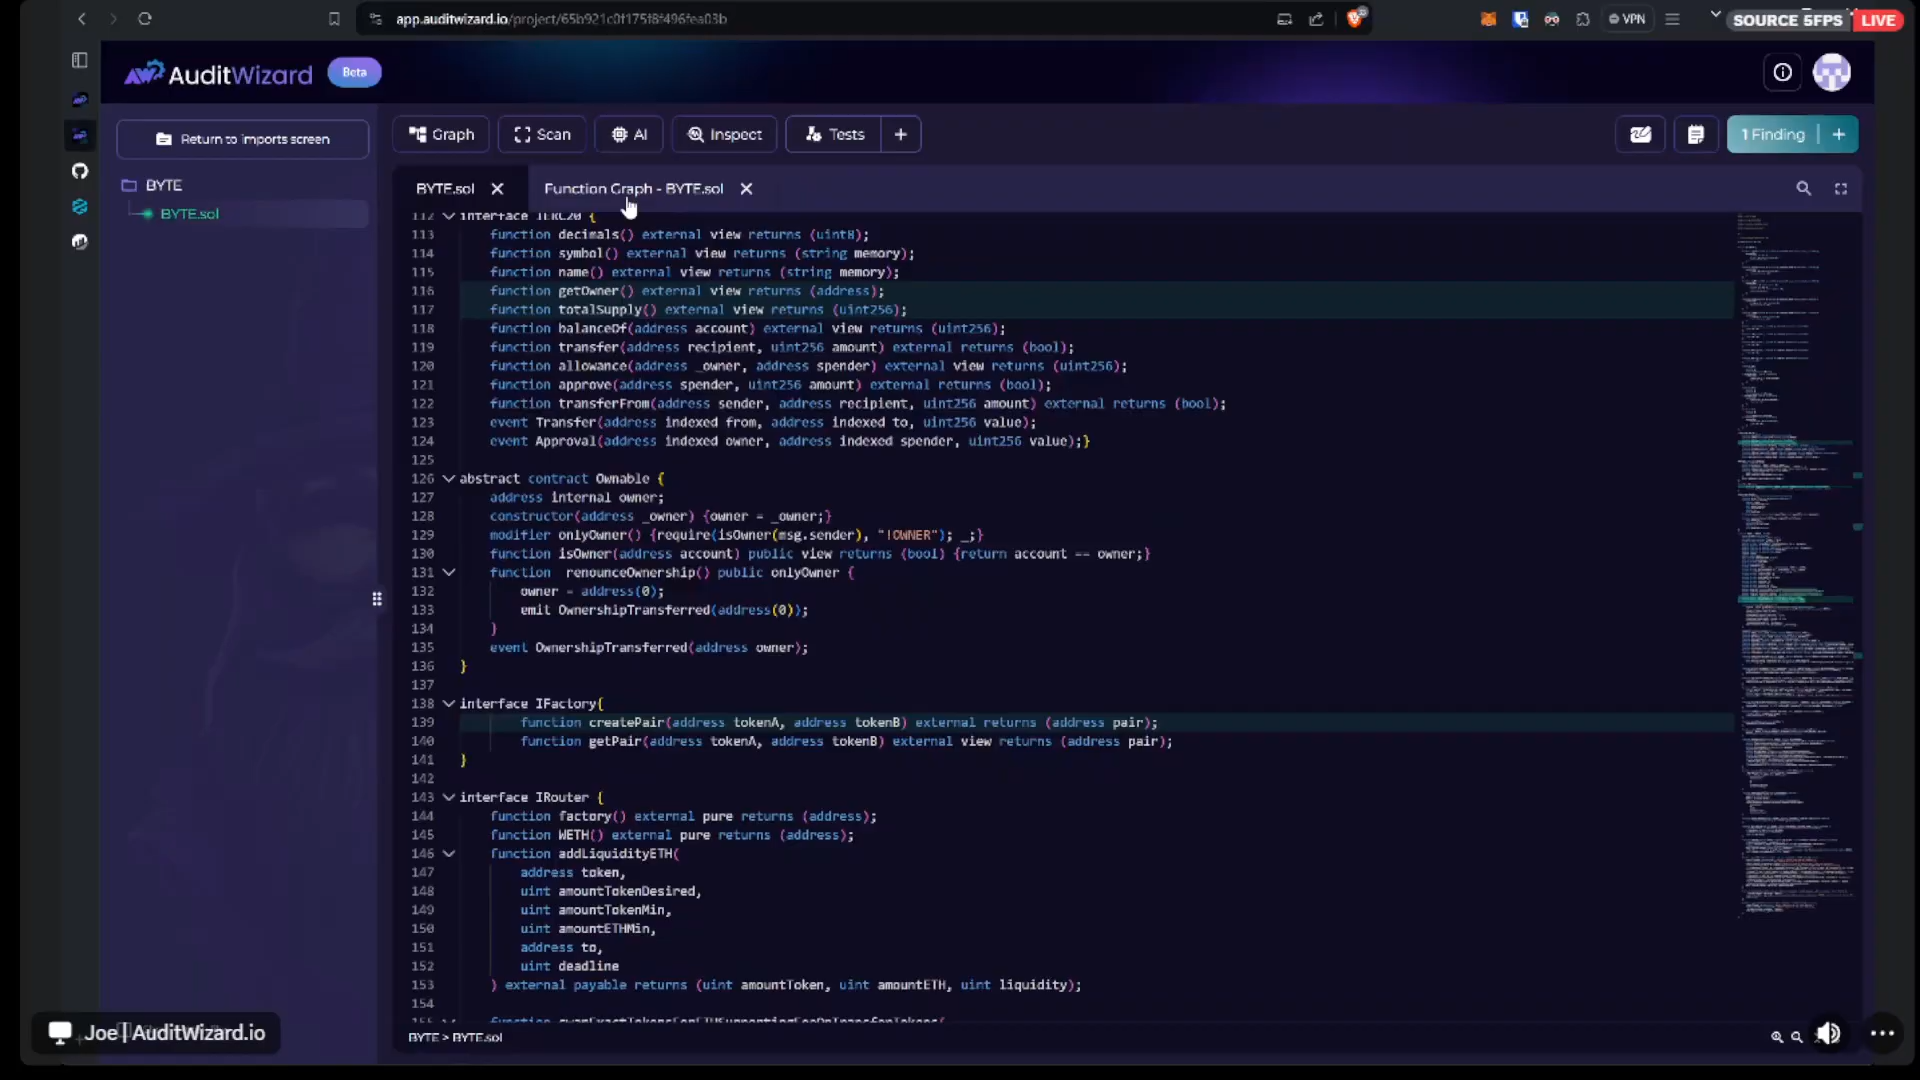 app.auditwizard.io/project/65b921c0f175f8f496fea03b
VPN
SOURCE 5FPS
LIVE
AuditWizard
Beta
Return to imports screen
Graph
Scan
AI
Inspect
Tests
1 Finding
BYTE
BYTE.sol
BYTE.sol
Function Graph - BYTE.sol
112 interface IERC20 {
113 function decimals() external view returns (uint8);
114 function symbol() external view returns (string memory);
115 function name() external view returns (string memory);
116 function getOwner() external view returns (address);
117 function totalSupply() external view returns (uint256);
118 function balanceOf(address account) external view returns (uint256);
119 function transfer(address recipient, uint256 amount) external returns (bool);
120 function allowance(address _owner, address spender) external view returns (uint256);
121 function approve(address spender, uint256 amount) external returns (bool);
122 function transferFrom(address sender, address recipient, uint256 amount) external returns (bool);
123 event Transfer(address indexed from, address indexed to, uint256 value);
124 event Approval(address indexed owner, address indexed spender, uint256 value);}
125
126 abstract contract Ownable {
127 address internal owner;
128 constructor(address _owner) {owner = _owner;}
129 modifier onlyOwner() {require(isOwner(msg.sender), "!OWNER"); _;}
130 function isOwner(address account) public view returns (bool) {return account == owner;}
131 function renounceOwnership() public onlyOwner {
132 owner = address(0);
133 emit OwnershipTransferred(address(0));
134 }
135 event OwnershipTransferred(address owner);
136 }
137
138 interface IFactory{
139 function createPair(address tokenA, address tokenB) external returns (address pair);
140 function getPair(address tokenA, address tokenB) external view returns (address pair);
141 }
142
143 interface IRouter {
144 function factory() external pure returns (address);
145 function WETH() external pure returns (address);
146 function addLiquidityETH(
147 address token,
148 uint amountTokenDesired,
149 uint amountTokenMin,
150 uint amountETHMin,
151 address to,
152 uint deadline
153 ) external payable returns (uint amountToken, uint amountETH, uint liquidity);
154
155 function swapExactTokensForETHSupportingFeeOnTransferTokens(
BYTE > BYTE.sol
Joe | AuditWizard.io